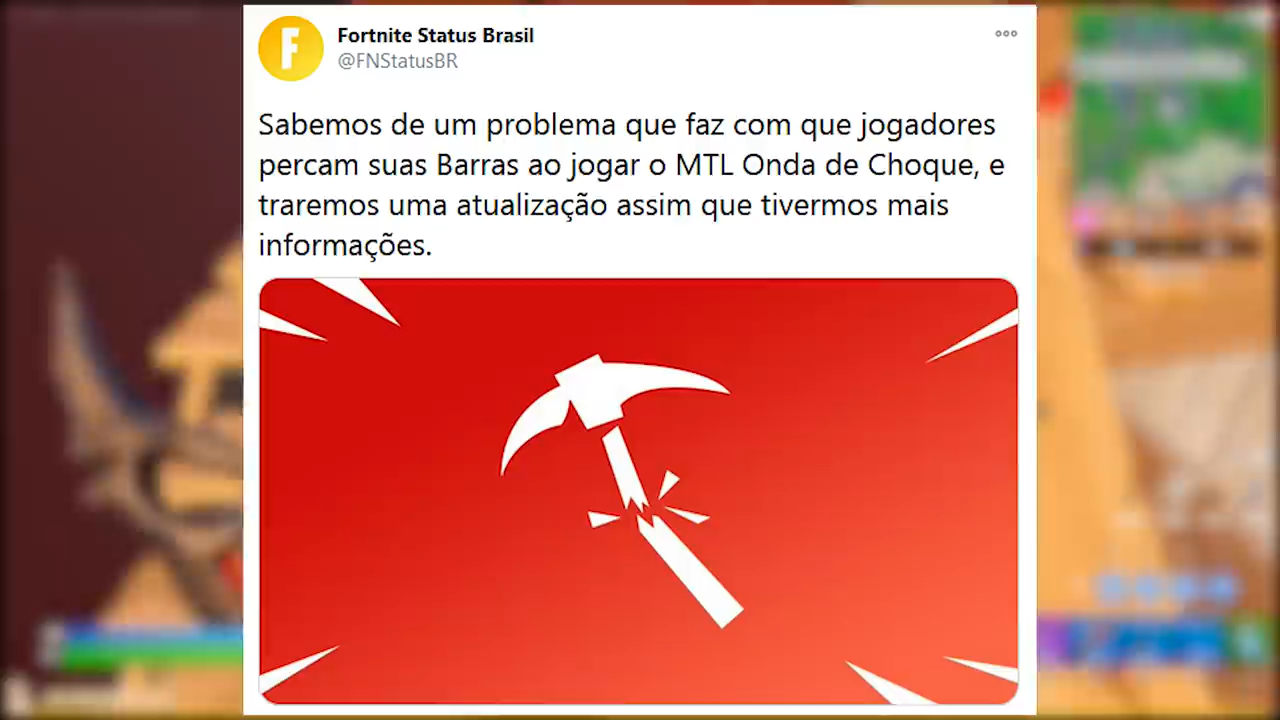 Fortnite Status Brasil
@FNStatusBR
Sabemos de um problema que faz com que jogadores
percam suas Barras ao jogar o MTL Onda de Choque, e
traremos uma atualização assim que tivermos mais
informações.